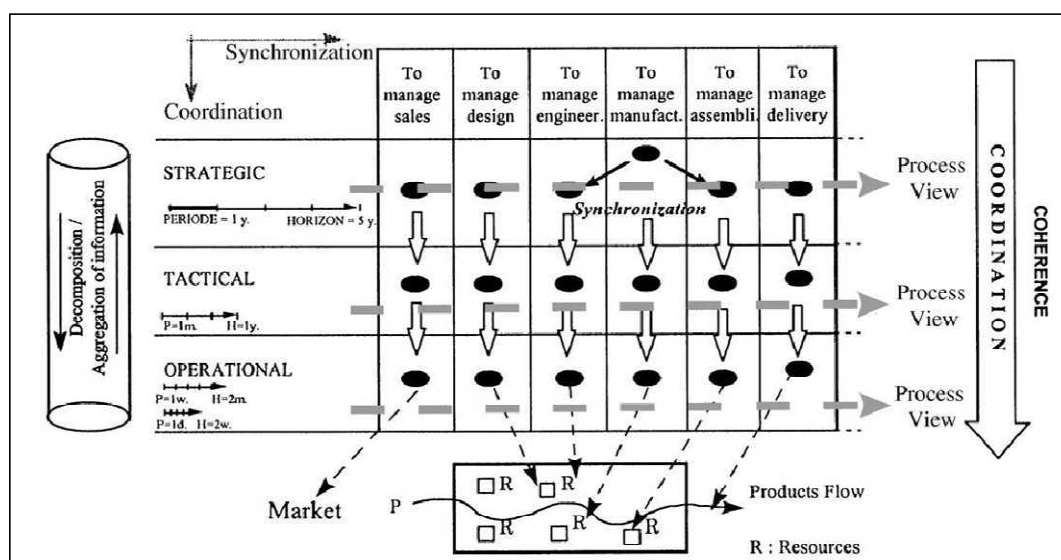 Synchronization
Coordination
To manage sales
To manage design
To manage engineer.
To manage manufact.
To manage assembli.
To manage delivery
STRATEGIC
PERIODE = 1 y.
HORIZON = 5 y.
Synchronization
Process View
TACTICAL
P=1m.
H=1y.
Process View
OPERATIONAL
P=1w.
H=2m.
P=1d.
H=2w.
Process View
Decomposition /
Aggregation of information
COORDINATION
COHERENCE
Market
P
R
R
R
R
R
R
Products Flow
R : Resources